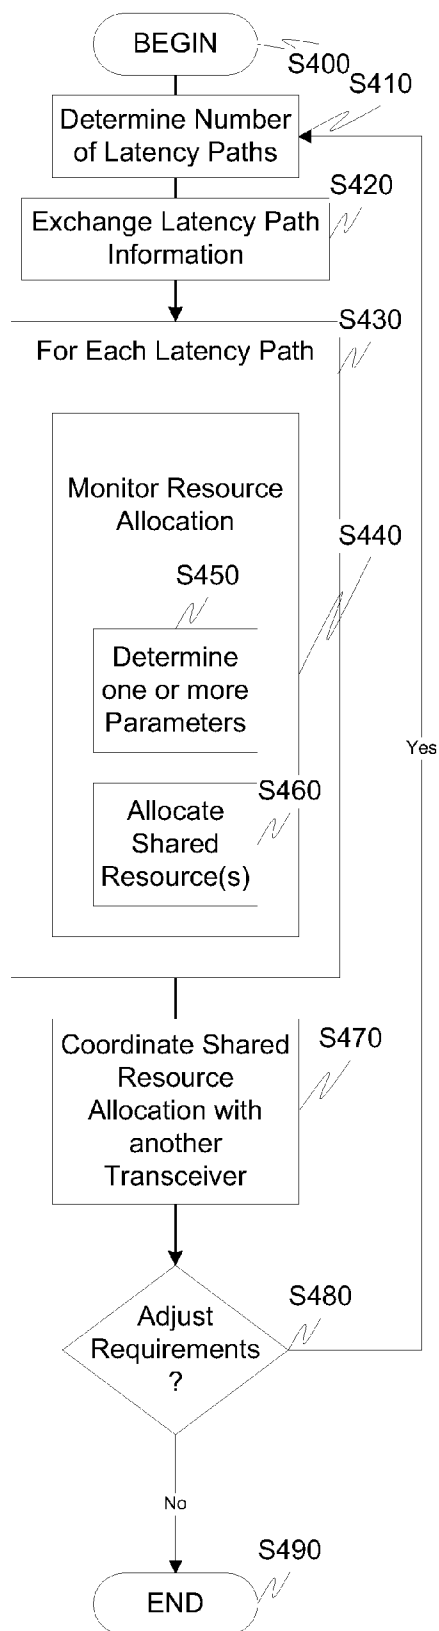 BEGIN
S400
S410
Determine Number
of Latency Paths
S420
Exchange Latency Path
Information
S430
For Each Latency Path
Monitor Resource
Allocation
S440
S450
Determine
one or more
Parameters
Yes
S460
Allocate
Shared
Resource(s)
Coordinate Shared
Resource
Allocation with
another
Transceiver
S470
S480
Adjust
Requirements
?
No
S490
END